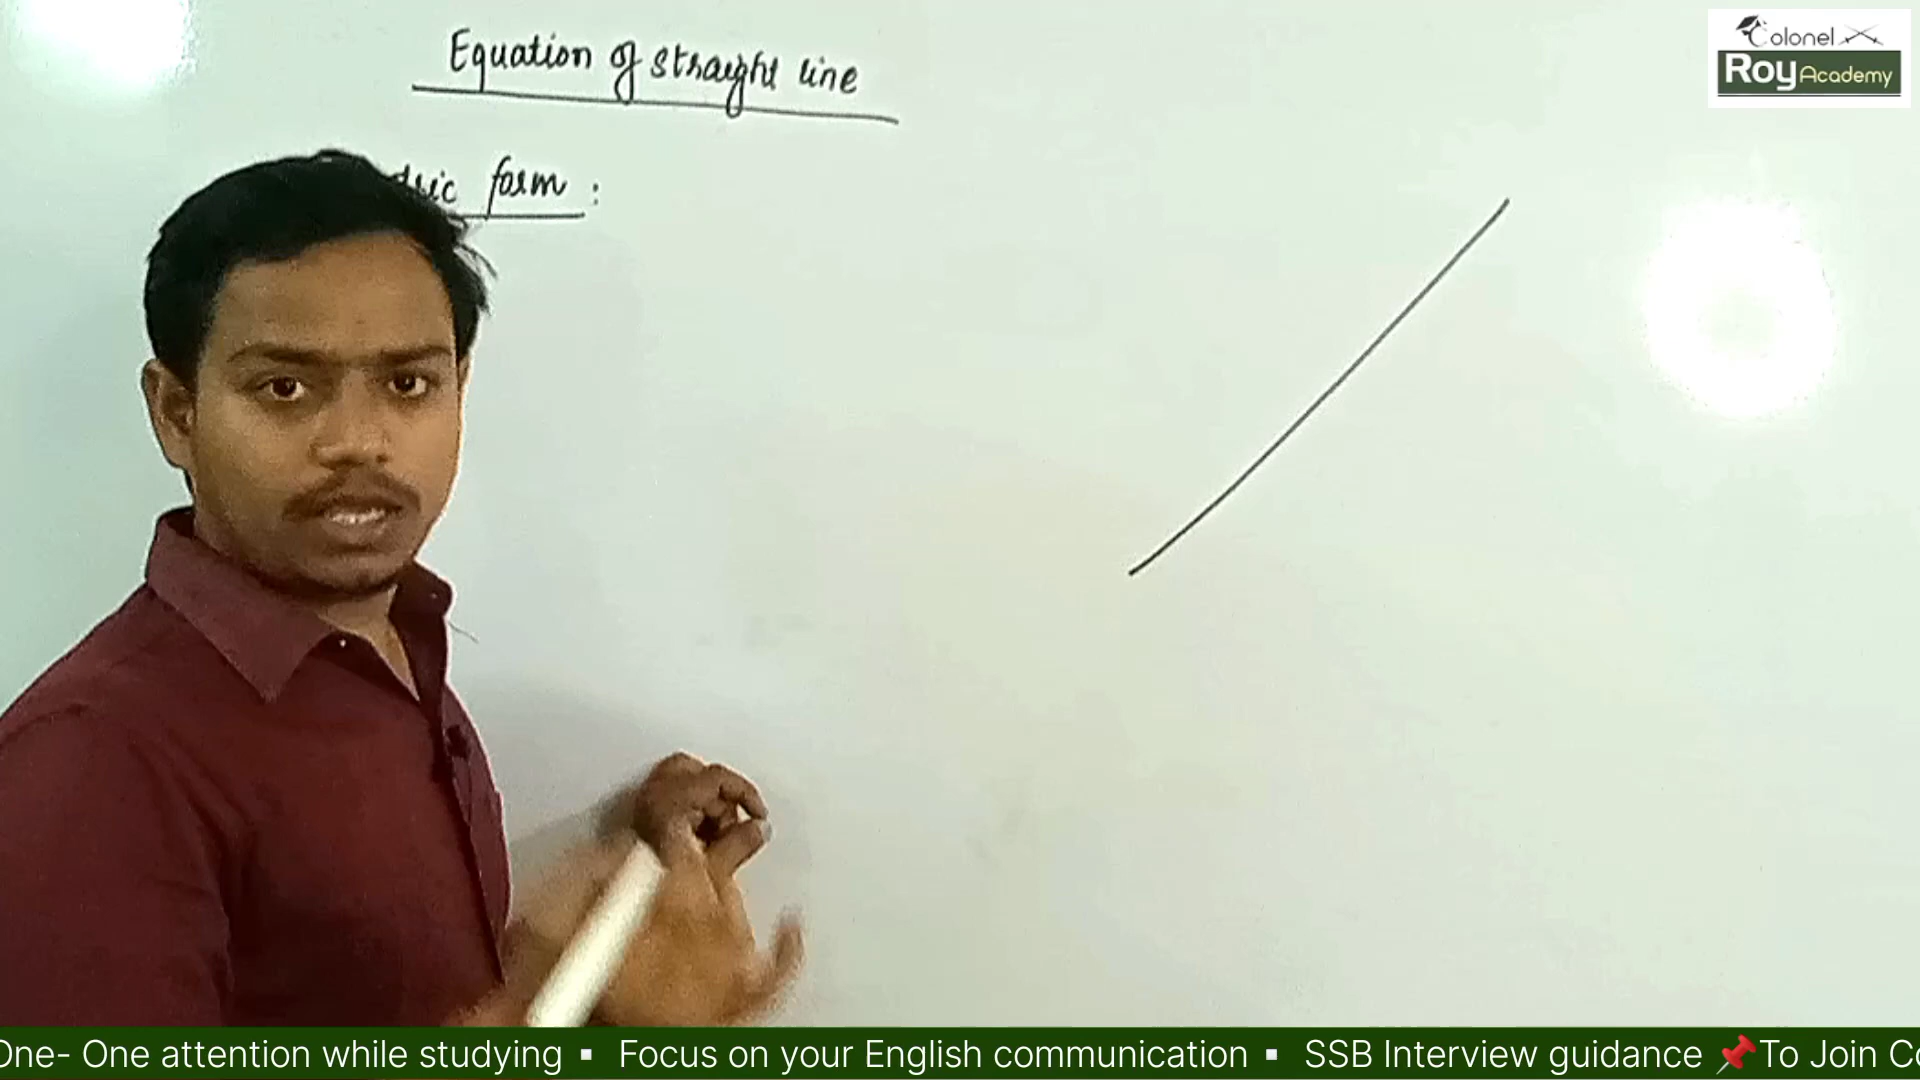 Equation of straight line
form :
Colonel
Roy Academy
One- One attention while studying ▪ Focus on your English communication ▪ SSB Interview guidance 📌To Join